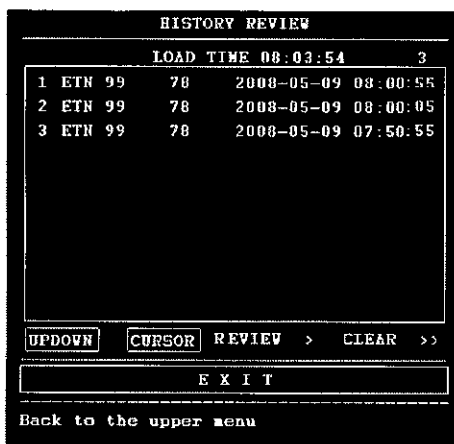 HISTORY REVIEW
LOAD TIME 08:03:54 3
1 ETN 99 78 2008-05-09 08:00:55
2 ETN 99 78 2008-05-09 08:00:05
3 ETN 99 78 2008-05-09 07:50:55
UPDOWN CURSOR REVIEW > CLEAR >>
E X I T
Back to the upper menu